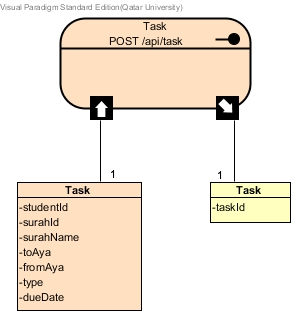 Visual Paradigm Standard Edition(Qatar University)
Task
POST /api/task
1
1
Task
-studentId
-surahId
-surahName
-toAya
-fromAya
-type
-dueDate
Task
-taskId